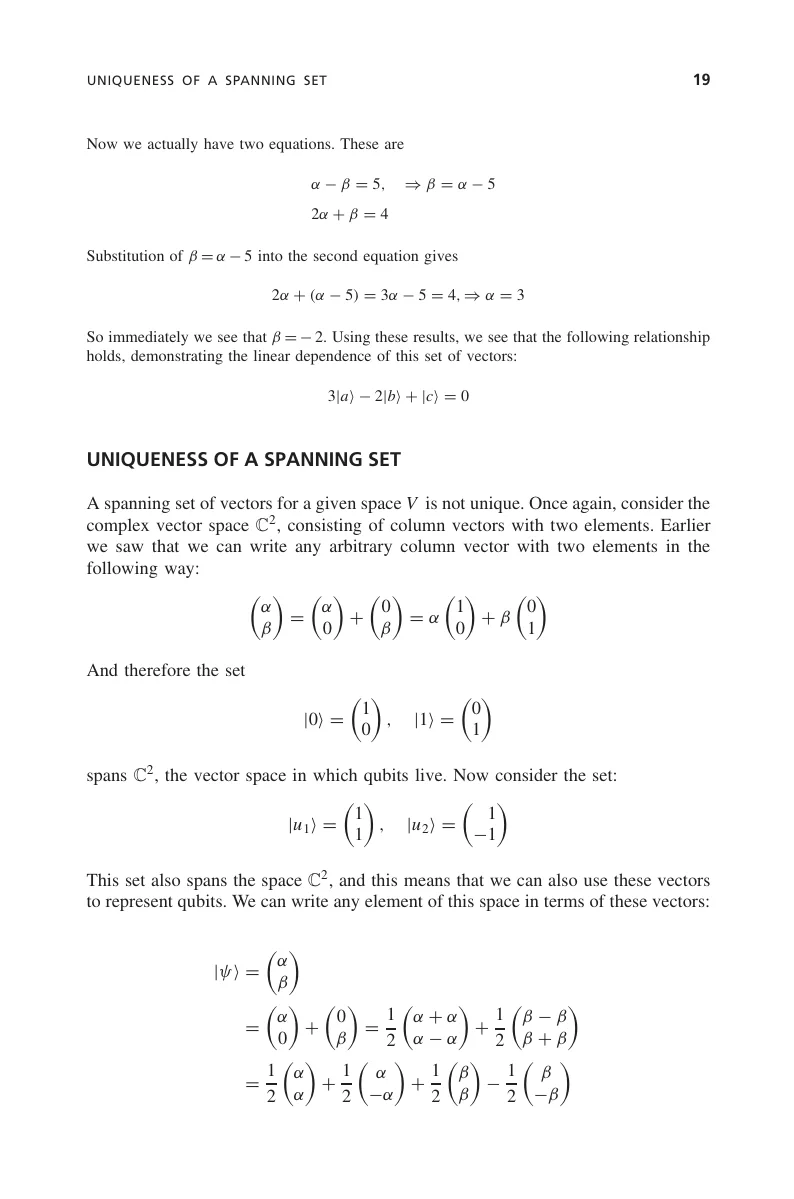 UNIQUENESS OF A SPANNING SET 19
Now we actually have two equations. These are
α − β = 5, ⇒ β = α − 5
2α + β = 4
Substitution of β = α − 5 into the second equation gives
2α + (α − 5) = 3α − 5 = 4, ⇒ α = 3
So immediately we see that β = − 2. Using these results, we see that the following relationship
holds, demonstrating the linear dependence of this set of vectors:
3|a⟩ − 2|b⟩ + |c⟩ = 0
UNIQUENESS OF A SPANNING SET
A spanning set of vectors for a given space V is not unique. Once again, consider the
complex vector space ℂ², consisting of column vectors with two elements. Earlier
we saw that we can write any arbitrary column vector with two elements in the
following way:
(α β) = (α 0) + (0 β) = α (1 0) + β (0 1)
And therefore the set
|0⟩ = (1 0), |1⟩ = (0 1)
spans ℂ², the vector space in which qubits live. Now consider the set:
|u₁⟩ = (1 1), |u₂⟩ = (1 −1)
This set also spans the space ℂ², and this means that we can also use these vectors
to represent qubits. We can write any element of this space in terms of these vectors:
|ψ⟩ = (α β)
= (α 0) + (0 β) = 1/2 (α + α α − α) + 1/2 (β − β β + β)
= 1/2 (α α) + 1/2 (α −α) + 1/2 (β β) − 1/2 (β −β)